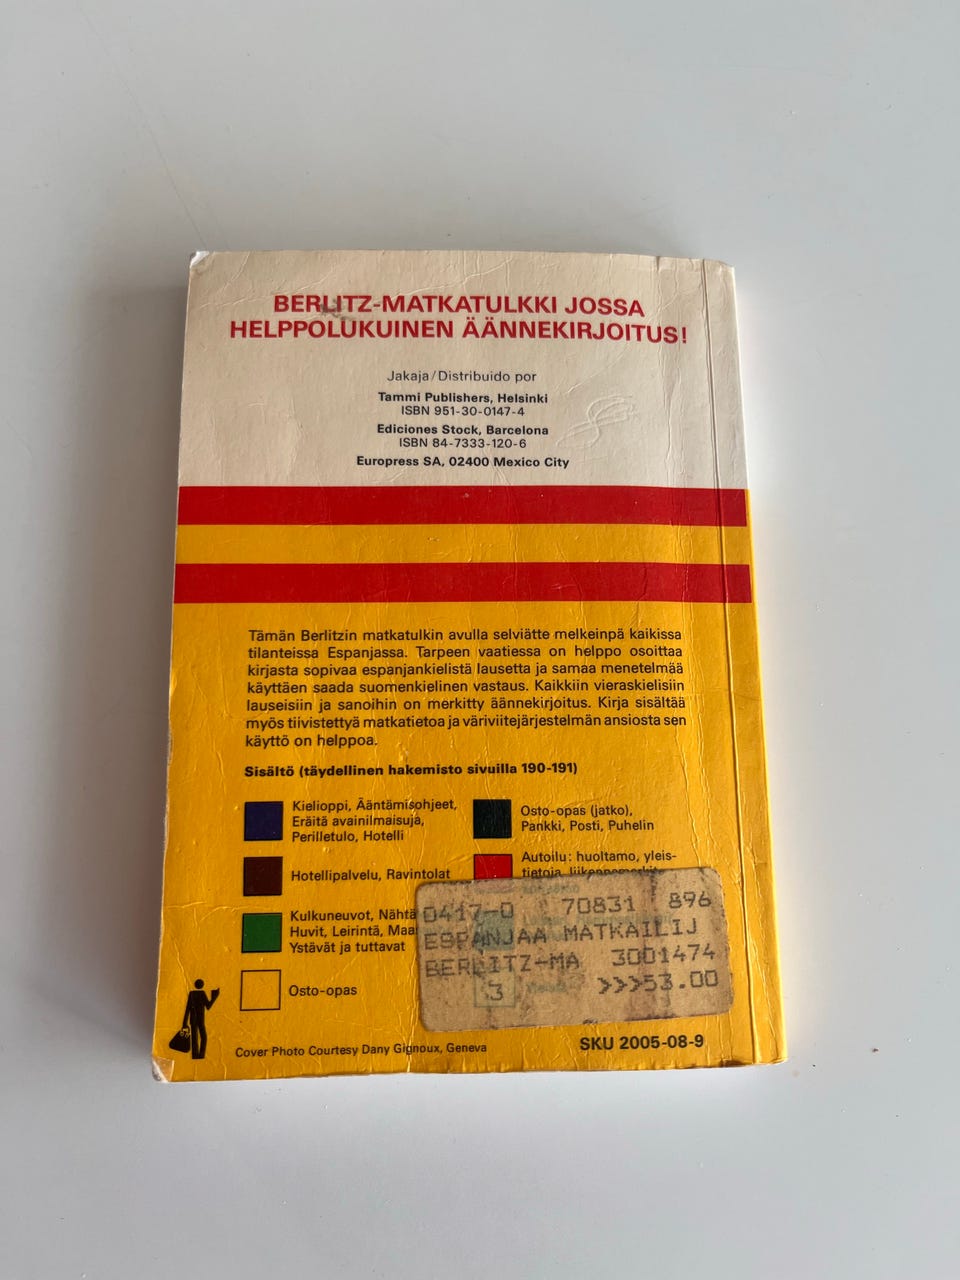 BERLITZ-MATKATULKKI JOSSA
HELPPOLUKUINEN ÄÄNNEKIRJOITUS!
Jakaja/Distribuido por
Tammi Publishers, Helsinki
ISBN 951-30-0147-4
Ediciones Stock, Barcelona
ISBN 84-7333-120-6
Europress SA, 02400 Mexico City
Tämän Berlitzin matkatulkin avulla selviätte melkeinpä kaikissa
tilanteissa Espanjassa. Tarpeen vaatiessa on helppo osoittaa
kirjasta sopivaa espanjankielistä lausetta ja samaa menetelmää
käyttäen saada suomenkielinen vastaus. Kaikkiin vieraskielisiin
lauseisiin ja sanoihin on merkitty äännekirjoitus. Kirja sisältää
myös tiivistettyä matkatietoa ja väriviitejärjestelmän ansiosta sen
käyttö on helppoa.
Sisältö (täydellinen hakemisto sivuilla 190-191)
Kielioppi, Ääntämisohjeet,
Eräitä avainilmaisuja,
Perilletulo, Hotelli
Hotellipalvelu, Ravintolat
Kulkuneuvot, Nähtä
Huvit, Leirintä, Maa
Ystävät ja tuttavat
Osto-opas
Osto-opas (jatko),
Pankki, Posti, Puhelin
Autoilu: huoltamo, yleis-
tietoja, liikennemerkit
0417-0 70831 896
ESPANJAA MATKAILIJ
BERLITZ-MA 3001474
3 >>>53.00
Cover Photo Courtesy Dany Gignoux, Geneva
SKU 2005-08-9